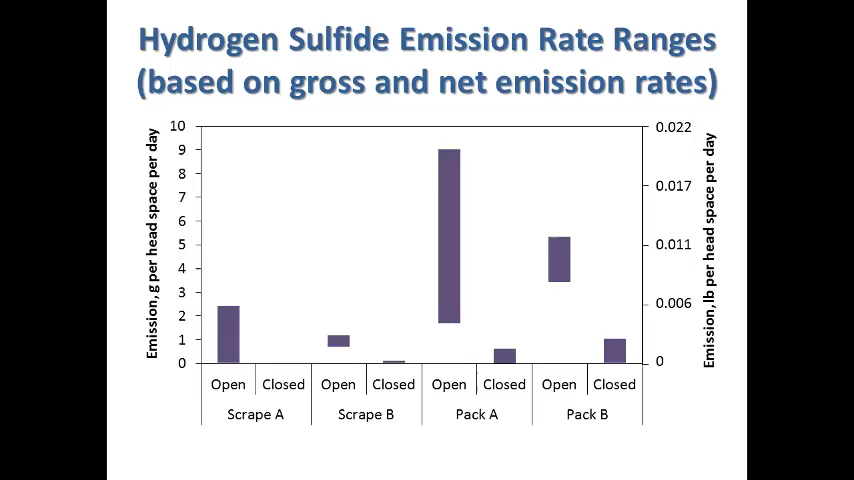 Hydrogen Sulfide Emission Rate Ranges
(based on gross and net emission rates)
Emission, g per head space per day
10
9
8
7
6
5
4
3
2
1
0
0.022
0.017
0.011
0.006
0
Emission, lb per head space per day
Open Closed Open Closed Open Closed Open Closed
Scrape A Scrape B Pack A Pack B